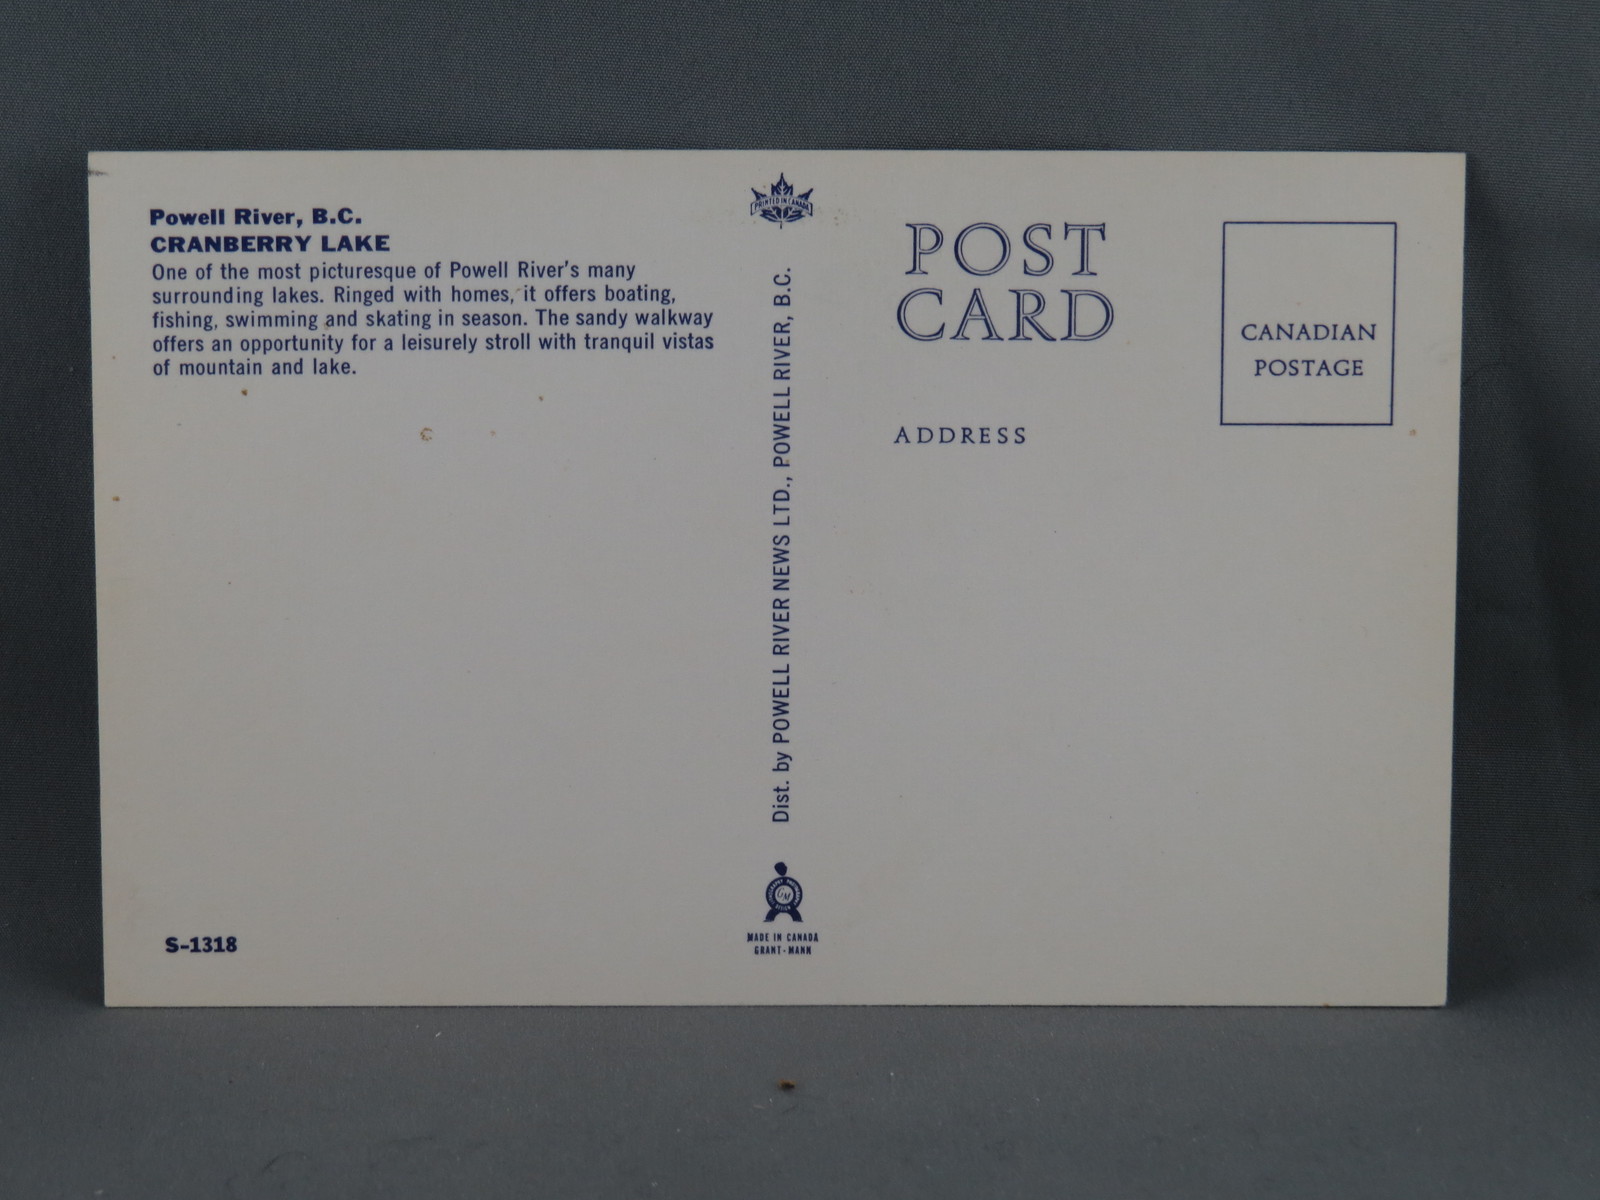 Powell River, B.C.
CRANBERRY LAKE
One of the most picturesque of Powell River's many
surrounding lakes. Ringed with homes, it offers boating,
fishing, swimming and skating in season. The sandy walkway
offers an opportunity for a leisurely stroll with tranquil vistas
of mountain and lake.
S-1318
PRINTED IN CANADA
Dist. by POWELL RIVER NEWS LTD., POWELL RIVER, B.C.
GM
DESIGN
MADE IN CANADA
GRANT-MANN
POST
CARD
ADDRESS
CANADIAN
POSTAGE